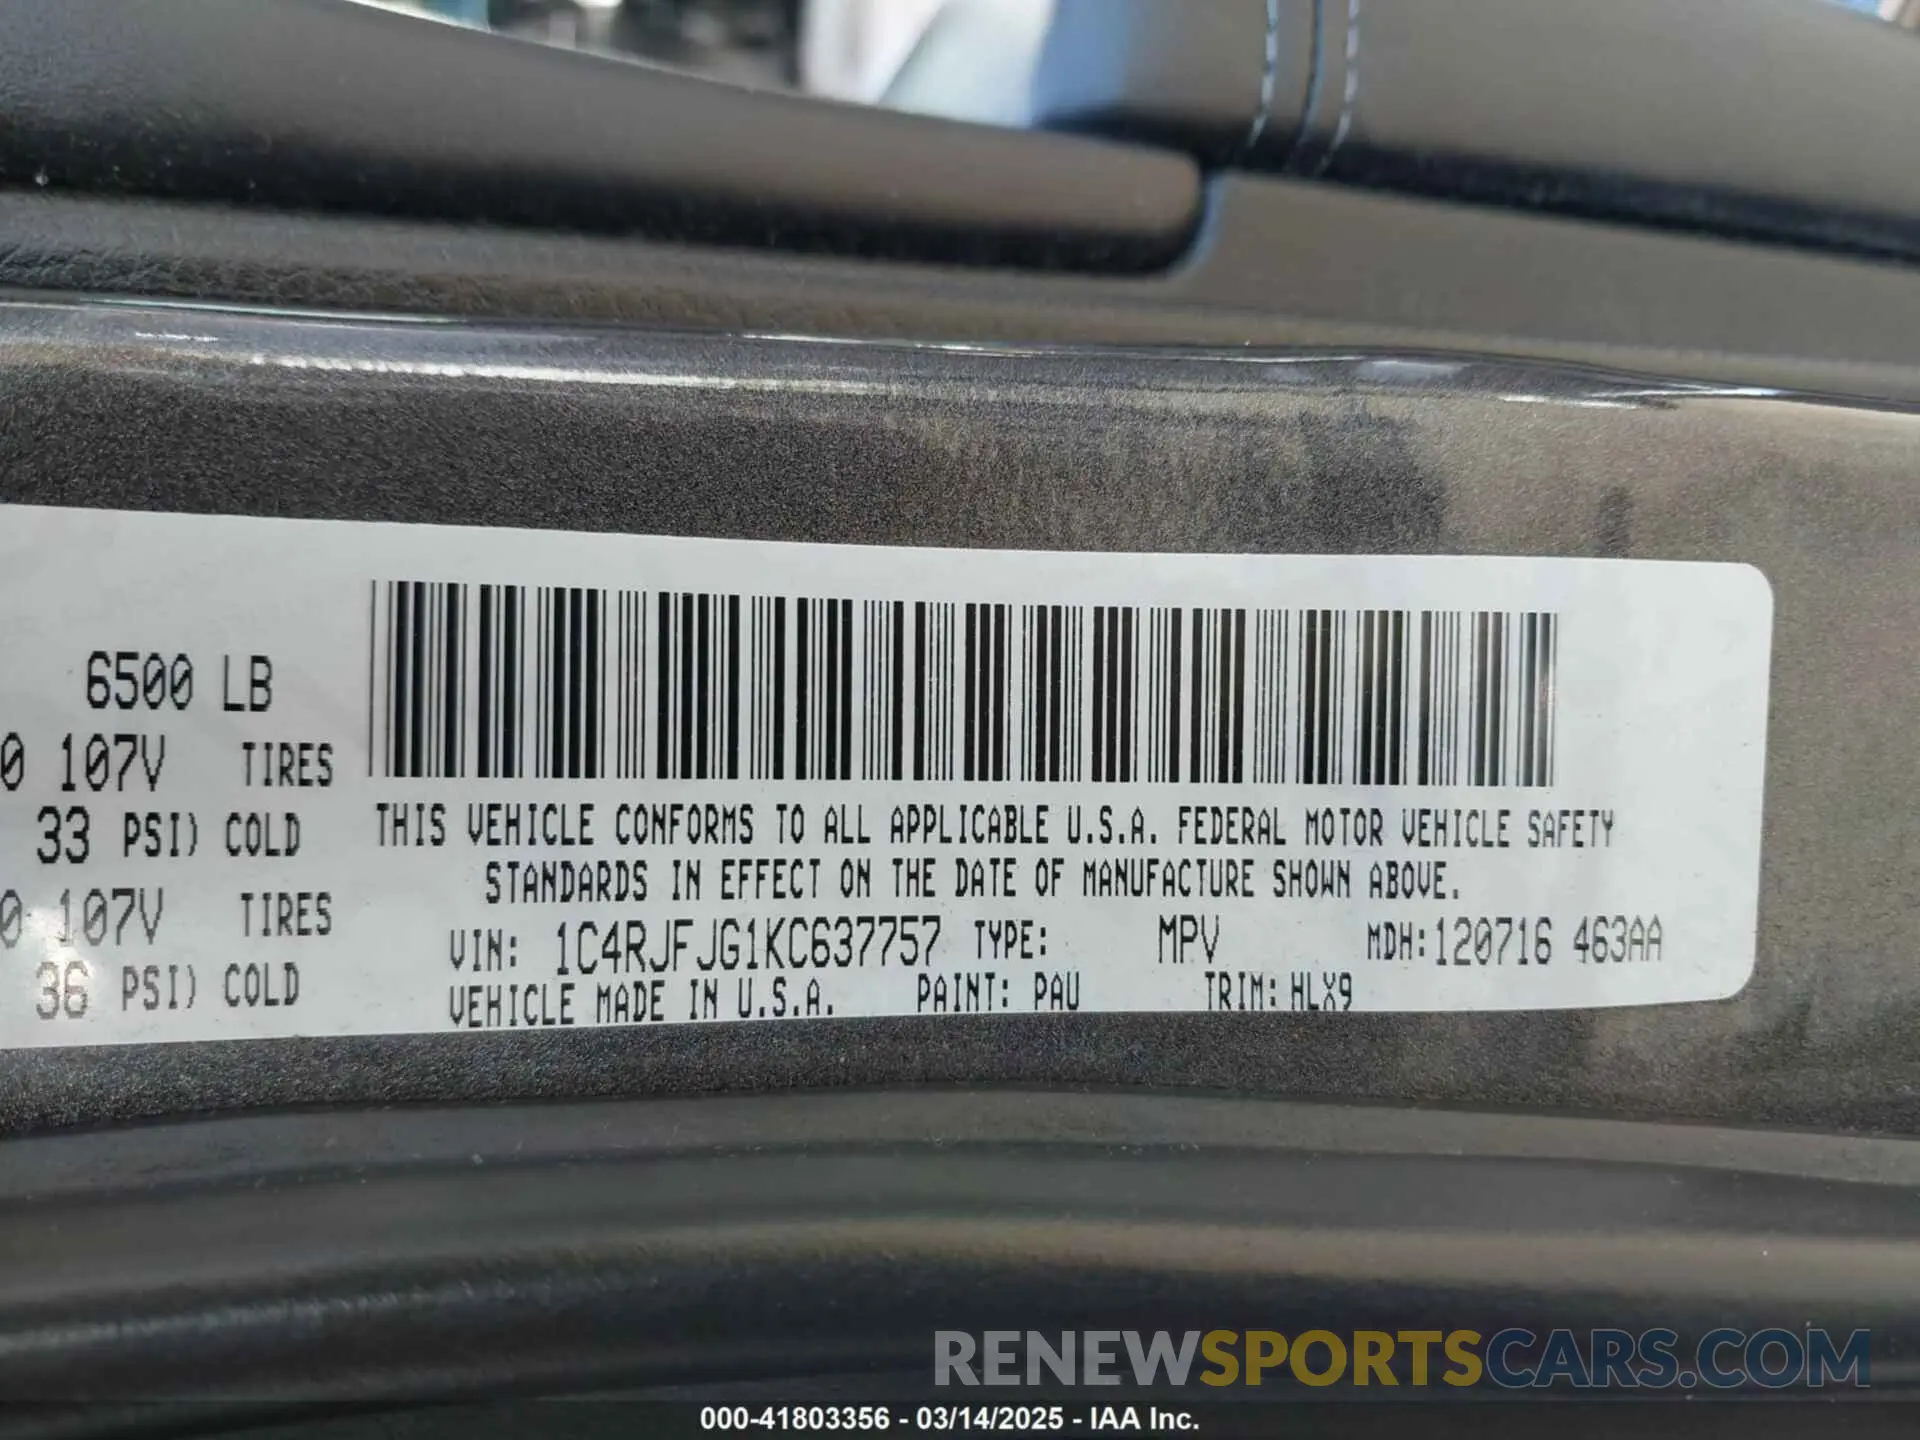 6500 LB
0 107V TIRES
33 PSI) COLD
0 107V TIRES
36 PSI) COLD
THIS VEHICLE CONFORMS TO ALL APPLICABLE U.S.A. FEDERAL MOTOR VEHICLE SAFETY
STANDARDS IN EFFECT ON THE DATE OF MANUFACTURE SHOWN ABOVE.
VIN: 1C4RJFJG1KC637757 TYPE: MPV MDH:120716 463AA
VEHICLE MADE IN U.S.A. PAINT: PAU TRIM: HLX9
RENEWSPORTSCARS.COM
000-41803356 - 03/14/2025 - IAA Inc.